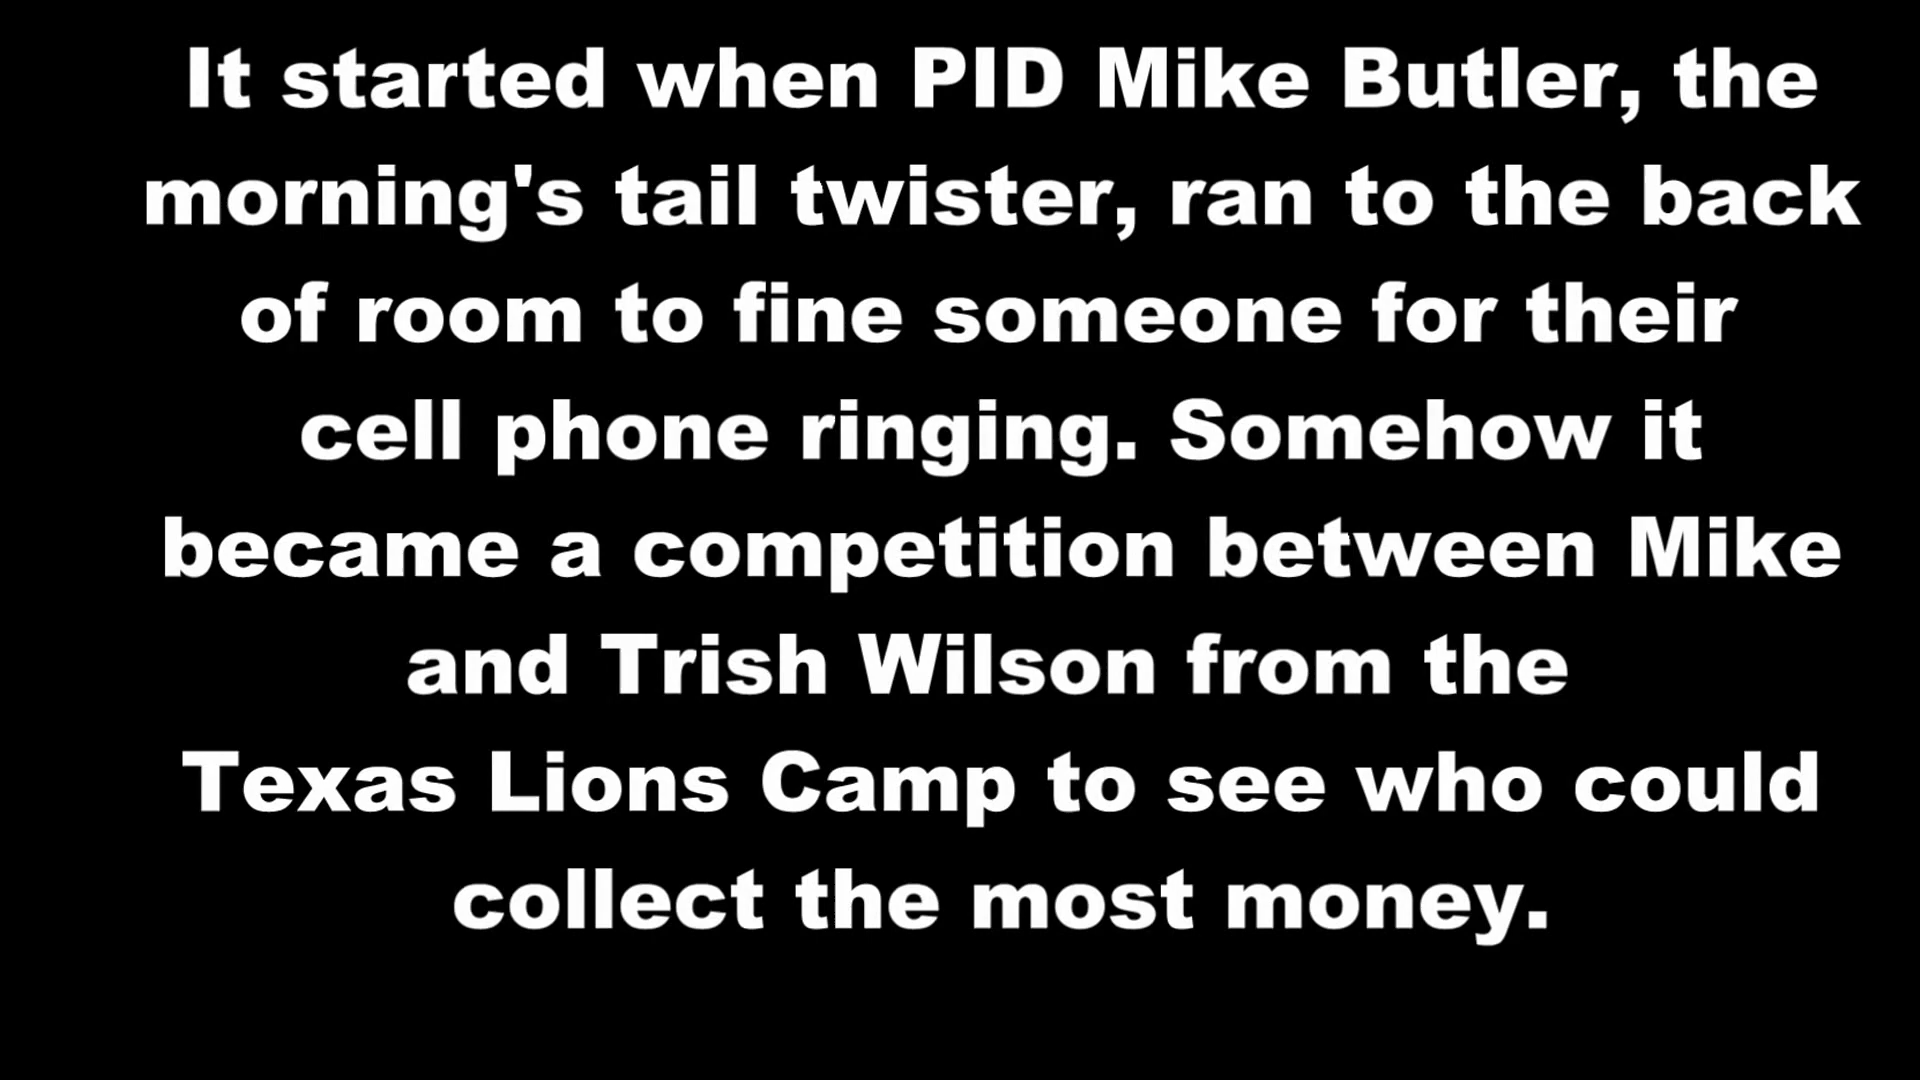 It started when PID Mike Butler, the
morning's tail twister, ran to the back
of room to fine someone for their
cell phone ringing. Somehow it
became a competition between Mike
and Trish Wilson from the
Texas Lions Camp to see who could
collect the most money.